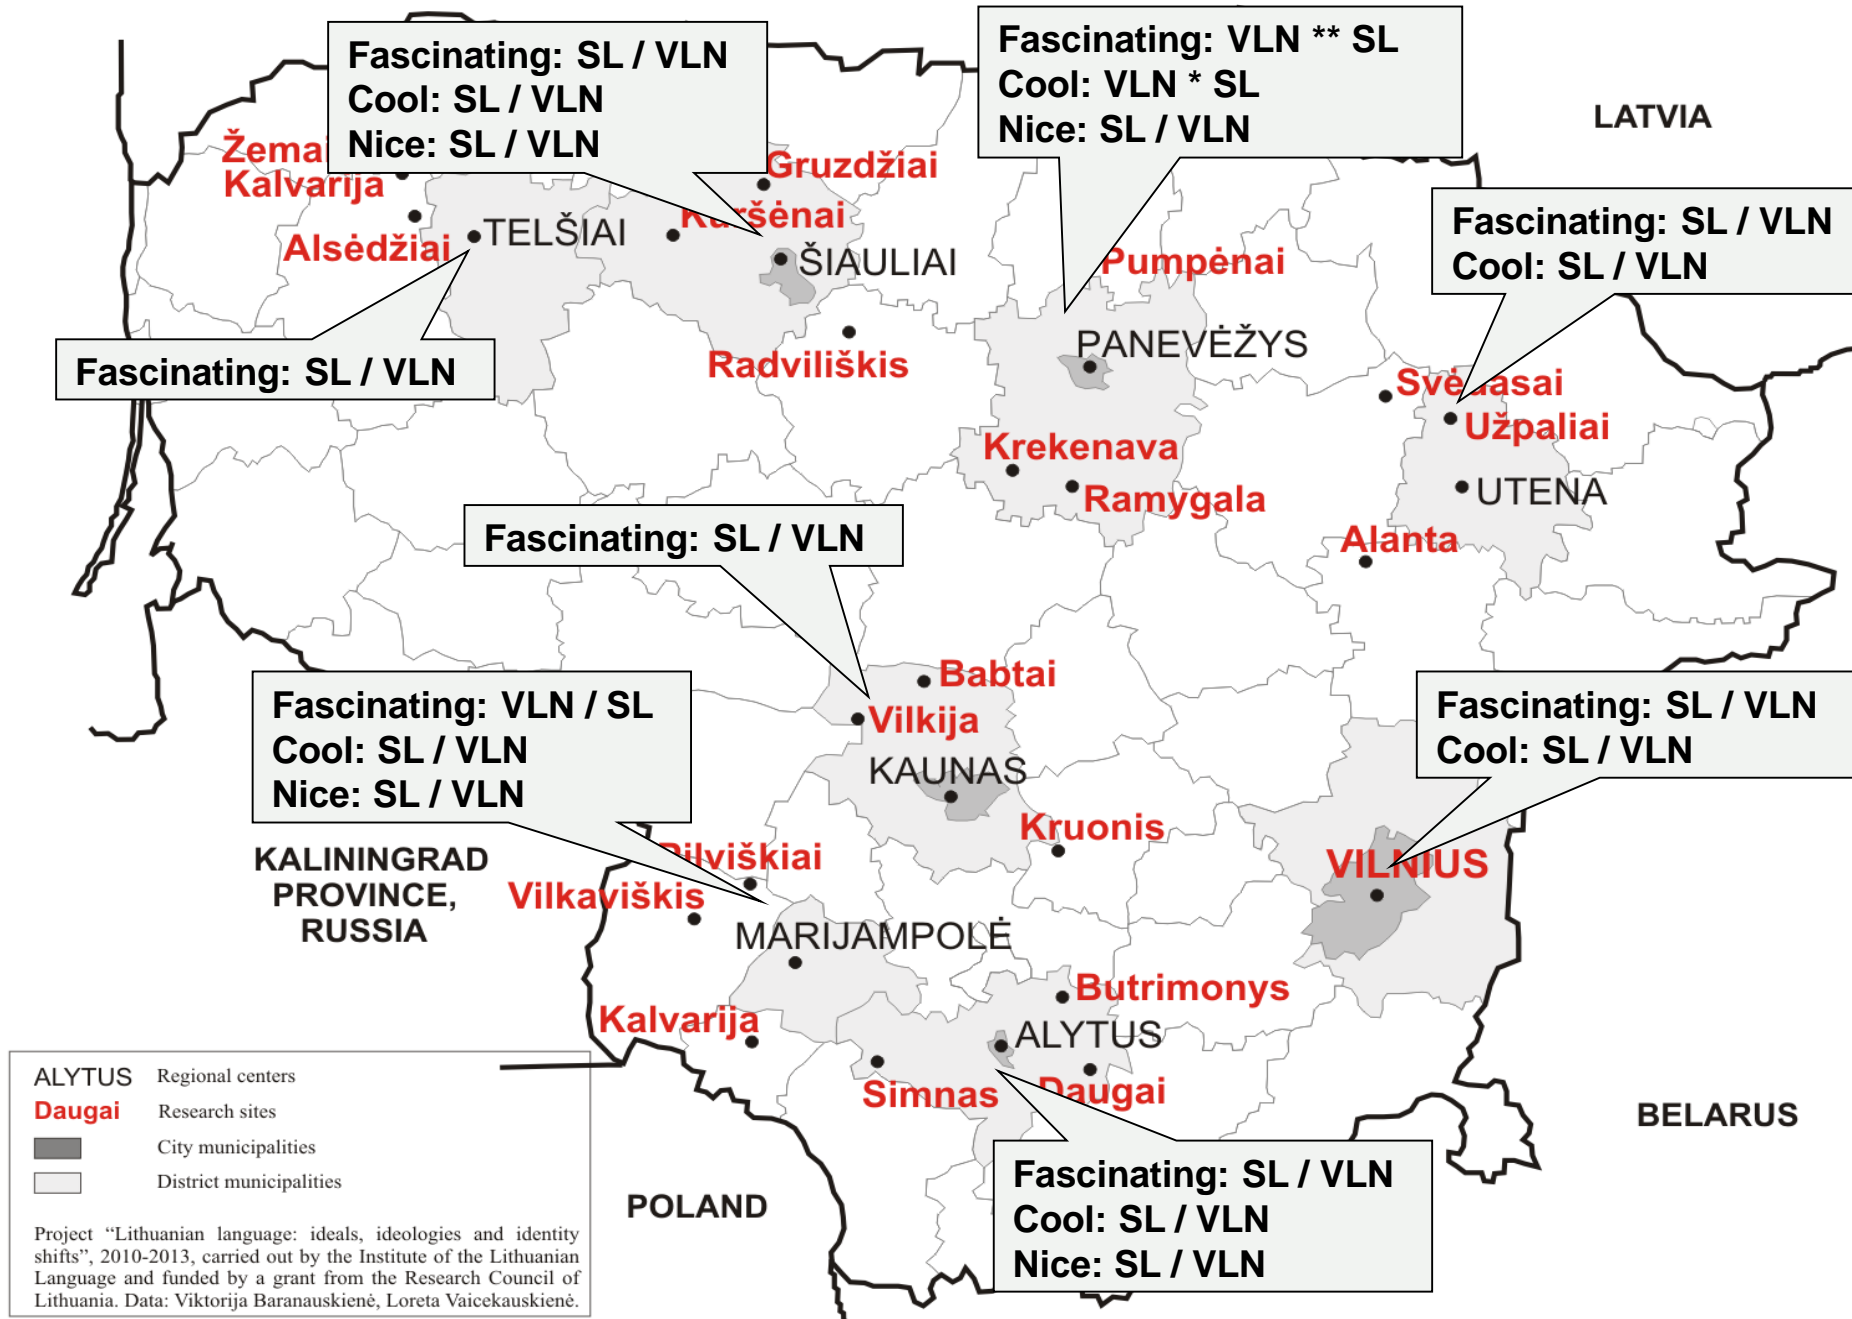 Fascinating: SL / VLN
Cool: SL / VLN
Nice: SL / VLN
Fascinating: VLN ** SL
Cool: VLN * SL
Nice: SL / VLN
LATVIA
Kalvarija
Gruzdžiai
Kuršėnai
TELŠIAI
Alsėdžiai
ŠIAULIAI
Pumpėnai
Fascinating: SL / VLN
Cool: SL / VLN
Fascinating: SL / VLN
Radviliškis
PANEVĖŽYS
Svėdasai
Užpaliai
Krekenava
Ramygala
UTENA
Alanta
Fascinating: SL / VLN
Babtai
Vilkija
KAUNAS
Fascinating: VLN / SL
Cool: SL / VLN
Nice: SL / VLN
Fascinating: SL / VLN
Cool: SL / VLN
Kruonis
KALININGRAD
PROVINCE,
RUSSIA
Pilviškiai
Vilkaviškis
VILNIUS
MARIJAMPOLĖ
Butrimonys
Kalvarija
ALYTUS
Simnas
Daugai
BELARUS
POLAND
Fascinating: SL / VLN
Cool: SL / VLN
Nice: SL / VLN
ALYTUS Regional centers
Daugai Research sites
City municipalities
District municipalities
Project “Lithuanian language: ideals, ideologies and identity
shifts”, 2010-2013, carried out by the Institute of the Lithuanian
Language and funded by a grant from the Research Council of
Lithuania. Data: Viktorija Baranauskienė, Loreta Vaicekauskienė.